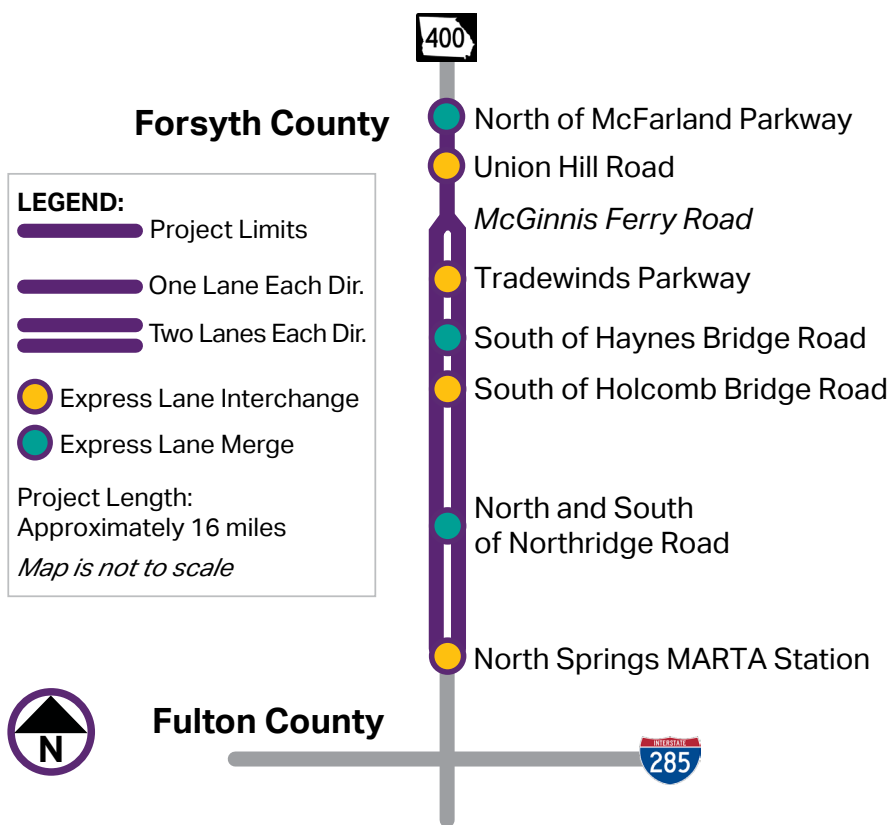 400
Forsyth County
North of McFarland Parkway
Union Hill Road
McGinnis Ferry Road
Tradewinds Parkway
South of Haynes Bridge Road
South of Holcomb Bridge Road
North and South
of Northridge Road
North Springs MARTA Station
LEGEND:
Project Limits
One Lane Each Dir.
Two Lanes Each Dir.
Express Lane Interchange
Express Lane Merge
Project Length:
Approximately 16 miles
Map is not to scale
N
Fulton County
INTERSTATE
285